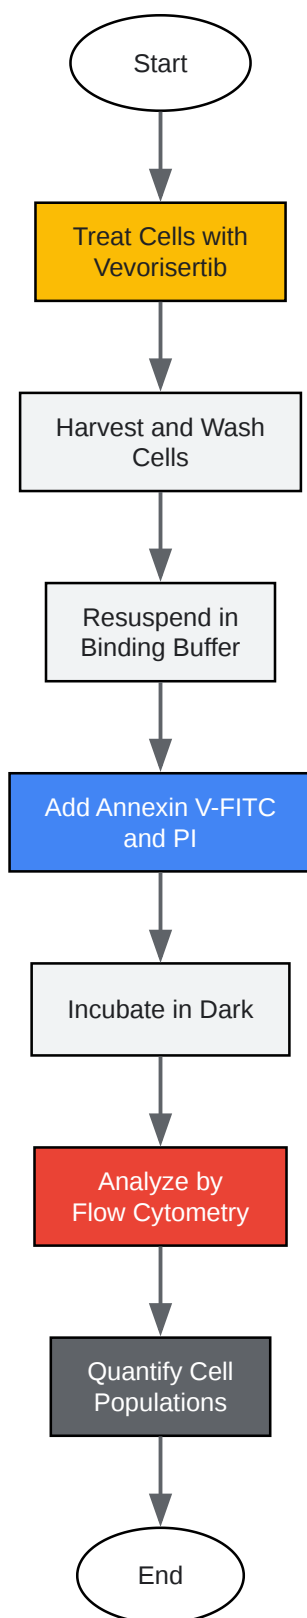 Start
Treat Cells with
Vevorisertib
Harvest and Wash
Cells
Resuspend in
Binding Buffer
Add Annexin V-FITC
and PI
Incubate in Dark
Analyze by
Flow Cytometry
Quantify Cell
Populations
End